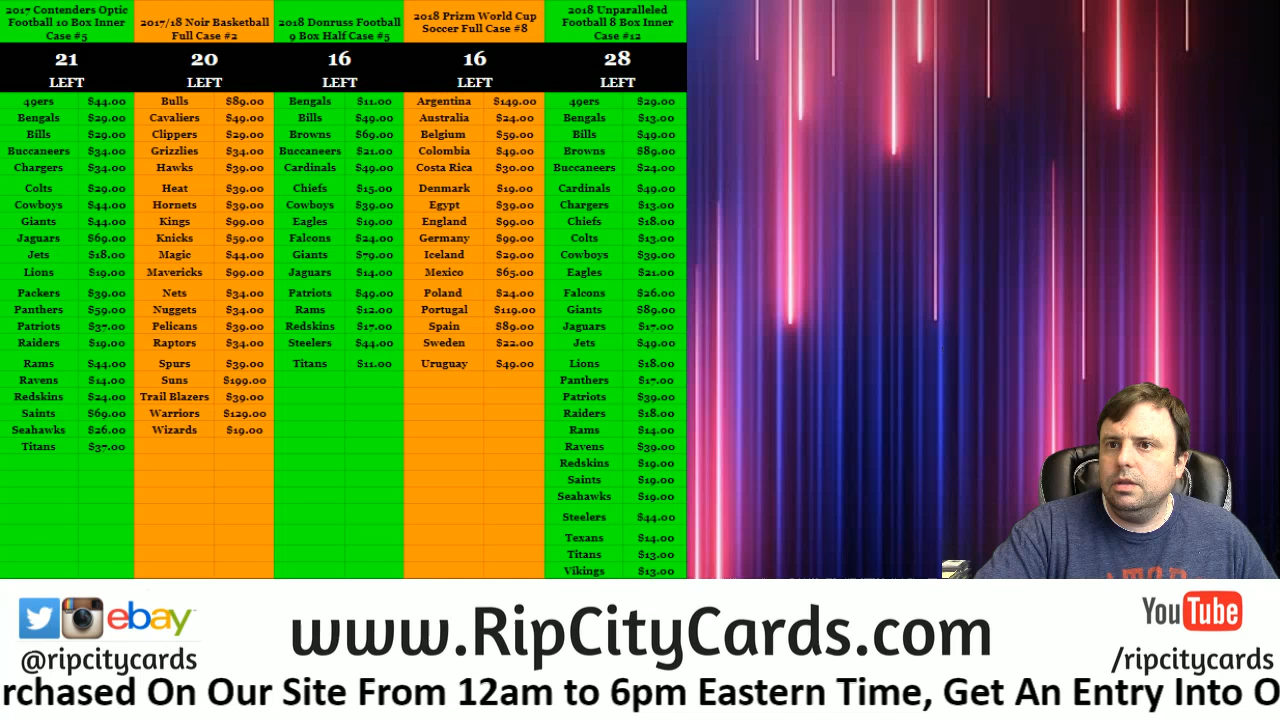 2017 Contenders Optic
Football 10 Box Inner
Case #5
21
LEFT
49ers $44.00
Bengals $29.00
Bills $29.00
Buccaneers $34.00
Chargers $34.00
Colts $29.00
Cowboys $44.00
Giants $44.00
Jaguars $69.00
Jets $18.00
Lions $19.00
Packers $39.00
Panthers $59.00
Patriots $37.00
Raiders $19.00
Rams $44.00
Ravens $14.00
Redskins $24.00
Saints $69.00
Seahawks $26.00
Titans $37.00
2017/18 Noir Basketball
Full Case #2
20
LEFT
Bulls $89.00
Cavaliers $49.00
Clippers $29.00
Grizzlies $34.00
Hawks $39.00
Heat $39.00
Hornets $39.00
Kings $99.00
Knicks $59.00
Magic $44.00
Mavericks $99.00
Nets $34.00
Nuggets $34.00
Pelicans $39.00
Raptors $34.00
Spurs $39.00
Suns $199.00
Trail Blazers $39.00
Warriors $129.00
Wizards $19.00
2018 Donruss Football
9 Box Half Case #5
16
LEFT
Bengals $11.00
Bills $49.00
Browns $69.00
Buccaneers $21.00
Cardinals $49.00
Chiefs $15.00
Cowboys $39.00
Eagles $19.00
Falcons $24.00
Giants $79.00
Jaguars $14.00
Patriots $49.00
Rams $12.00
Redskins $17.00
Steelers $44.00
Titans $11.00
2018 Prizm World Cup
Soccer Full Case #8
16
LEFT
Argentina $149.00
Australia $24.00
Belgium $59.00
Colombia $49.00
Costa Rica $30.00
Denmark $19.00
Egypt $39.00
England $99.00
Germany $99.00
Iceland $29.00
Mexico $65.00
Poland $24.00
Portugal $119.00
Spain $89.00
Sweden $22.00
Uruguay $49.00
2018 Unparalleled
Football 8 Box Inner
Case #12
28
LEFT
49ers $29.00
Bengals $13.00
Bills $49.00
Browns $89.00
Buccaneers $24.00
Cardinals $49.00
Chargers $13.00
Chiefs $18.00
Colts $13.00
Cowboys $39.00
Eagles $21.00
Falcons $26.00
Giants $89.00
Jaguars $17.00
Jets $49.00
Lions $18.00
Panthers $17.00
Patriots $39.00
Raiders $18.00
Rams $14.00
Ravens $39.00
Redskins $19.00
Saints $19.00
Seahawks $19.00
Steelers $44.00
Texans $14.00
Titans $13.00
Vikings $13.00
ebay
@ripcitycards
www.RipCityCards.com
YouTube
/ripcitycards
rchased On Our Site From 12am to 6pm Eastern Time, Get An Entry Into O